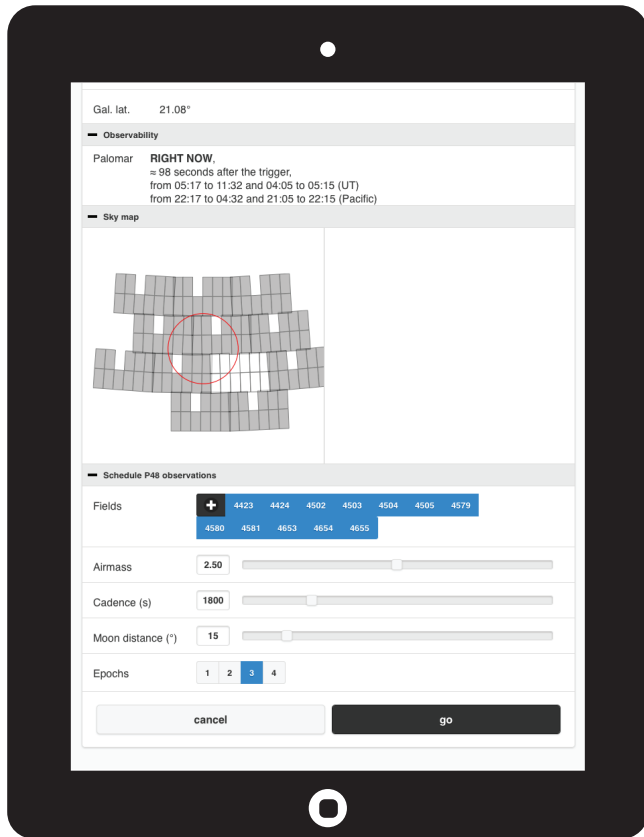 Gal. lat. 21.08°
Observability
Palomar RIGHT NOW,
≈ 98 seconds after the trigger,
from 05:17 to 11:32 and 04:05 to 05:15 (UT)
from 22:17 to 04:32 and 21:05 to 22:15 (Pacific)
Sky map
Schedule P48 observations
Fields 4423 4424 4502 4503 4504 4505 4579
4580 4581 4653 4654 4655
Airmass 2.50
Cadence (s) 1800
Moon distance (°) 15
Epochs 1 2 3 4
cancel go